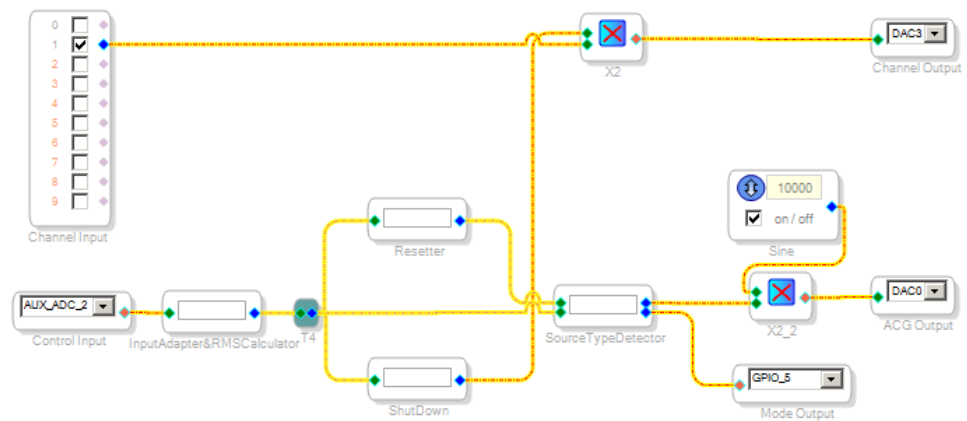 0
1
2
3
4
5
6
7
8
9
Channel Input
X2
DAC3
Channel Output
10000
on / off
Sine
Resetter
AUX_ADC_2
Control Input
InputAdapter&RMSCalculator
T4
SourceTypeDetector
X2_2
DAC0
ACG Output
ShutDown
GPIO_5
Mode Output